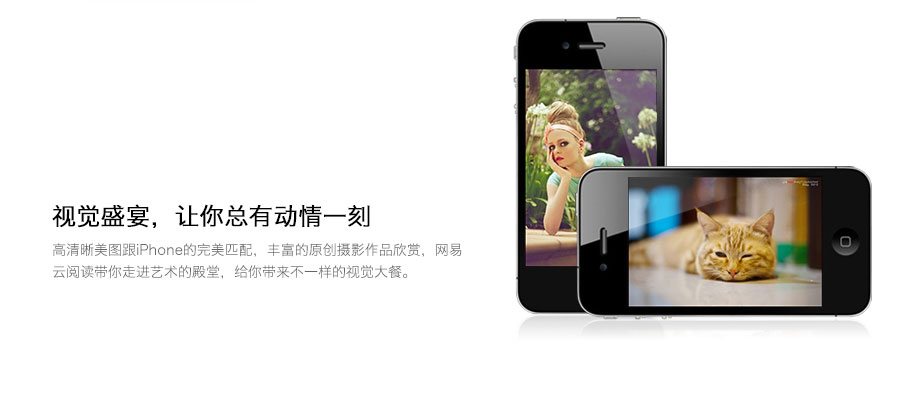 视觉盛宴，让你总有动情一刻
高清晰美图跟iPhone的完美匹配，丰富的原创摄影作品欣赏，网易
云阅读带你走进艺术的殿堂，给你带来不一样的视觉大餐。